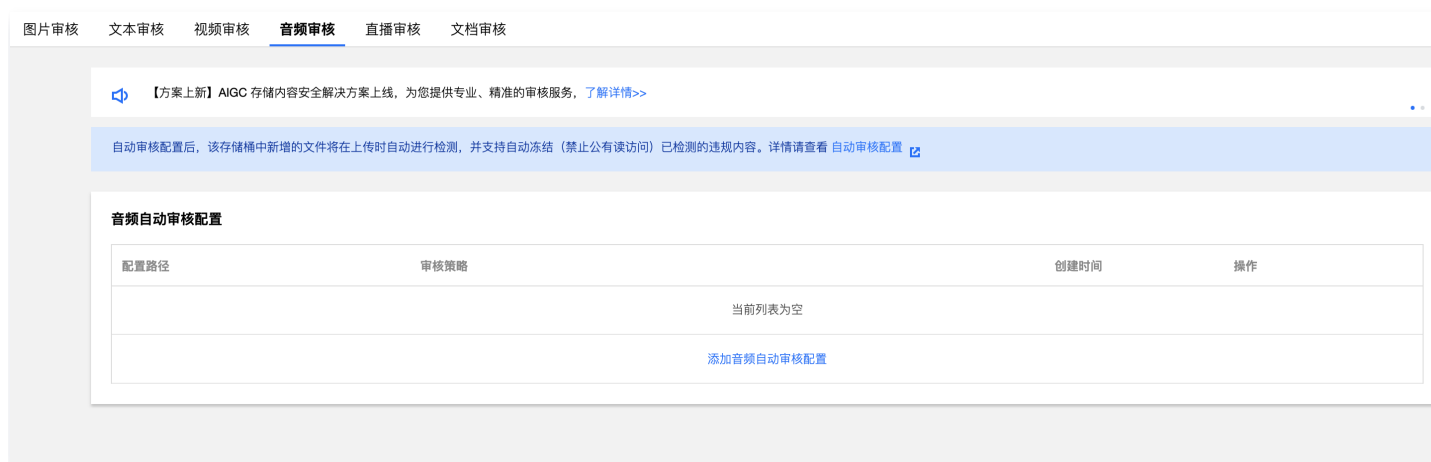 图片审核 文本审核 视频审核 音频审核 直播审核 文档审核
【方案上新】AIGC 存储内容安全解决方案上线，为您提供专业、精准的审核服务，了解详情>>
自动审核配置后，该存储桶中新增的文件将在上传时自动进行检测，并支持自动冻结（禁止公有读访问）已检测的违规内容。详情请查看 自动审核配置
音频自动审核配置
配置路径 审核策略 创建时间 操作
当前列表为空
添加音频自动审核配置